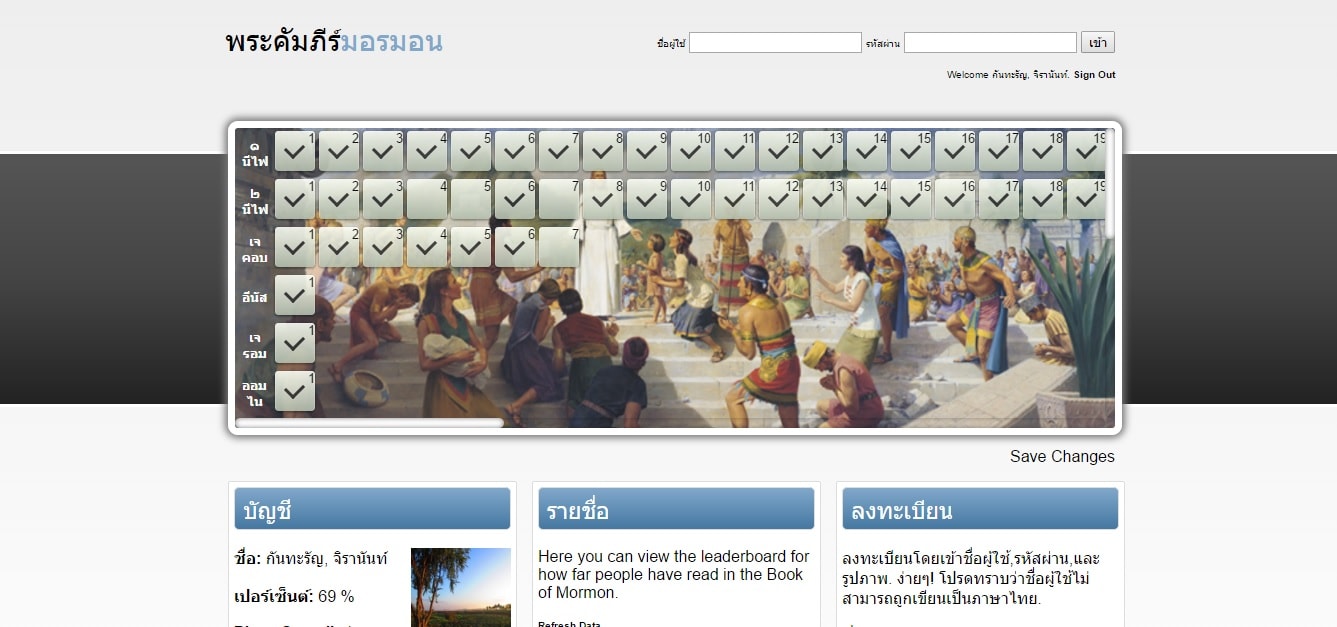 พระคัมภีร์มอรมอน
ชื่อผู้ใช้ รหัสผ่าน เข้า
Welcome กันทะรัญ, จิรานันท์. Sign Out
๑ นีไฟ 1 2 3 4 5 6 7 8 9 10 11 12 13 14 15 16 17 18 19
๒ นีไฟ 1 2 3 4 5 6 7 8 9 10 11 12 13 14 15 16 17 18 19
เจ
คอบ 1 2 3 4 5 6 7
อีนัส 1
เจ
รอม 1
ออม
ไน 1
Save Changes
บัญชี
ชื่อ: กันทะรัญ, จิรานันท์
เปอร์เซ็นต์: 69 %
รายชื่อ
Here you can view the leaderboard for
how far people have read in the Book
of Mormon.
Refresh Data
ลงทะเบียน
ลงทะเบียนโดยเข้าชื่อผู้ใช้,รหัสผ่าน,และ
รูปภาพ. ง่ายๆ! โปรดทราบว่าชื่อผู้ใช้ไม่
สามารถถูกเขียนเป็นภาษาไทย.